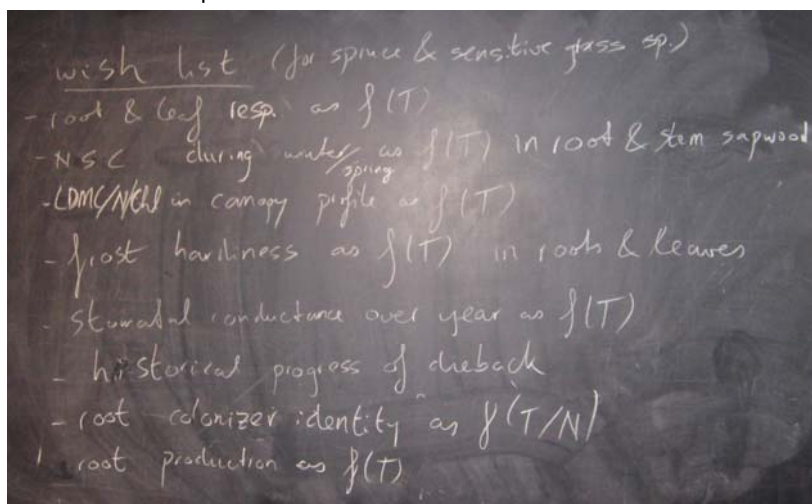 wish list (for spruce & sensitive grass sp.)
- root & leaf resp. as f(T)
- NSC during winter/spring as f(T) in root & stem sapwood
- LDMC/N/Chl in canopy profile as f(T)
- frost hardiness as f(T) in roots & leaves
- stomatal conductance over year as f(T)
- historical progress of dieback
- root colonizer identity as f(T/N)
- root production as f(T)